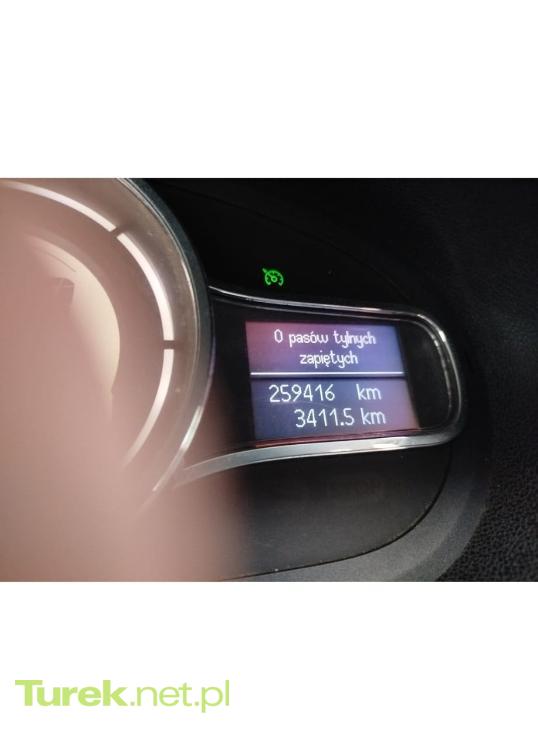 0 pasów tylnych
zapiętych
259416 km
3411.5 km
Turek.net.pl